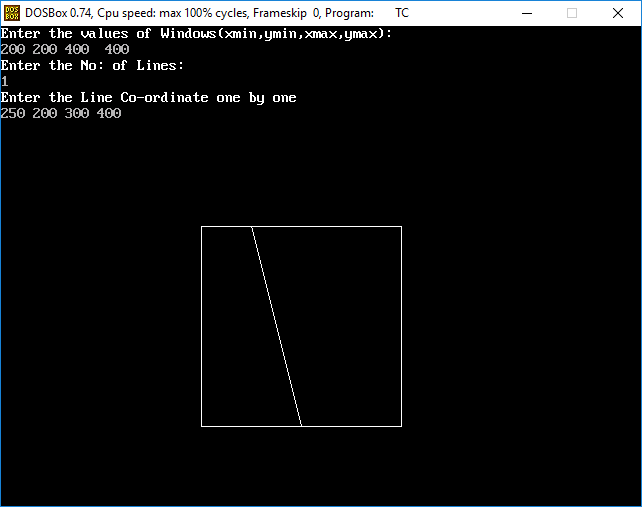 DOS BOX DOSBox 0.74, Cpu speed: max 100% cycles, Frameskip 0, Program: TC
Enter the values of Windows(xmin,ymin,xmax,ymax):
200 200 400  400
Enter the No: of Lines:
1
Enter the Line Co-ordinate one by one
250 200 300 400